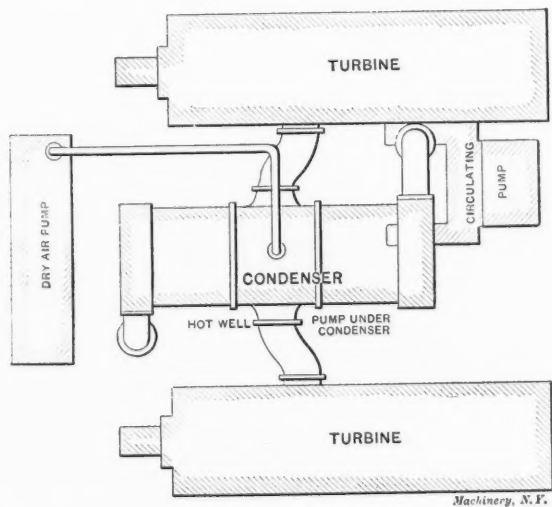 TURBINE
DRY AIR PUMP
CIRCULATING
PUMP
CONDENSER
HOT WELL
PUMP UNDER
CONDENSER
TURBINE
Machinery, N.Y.